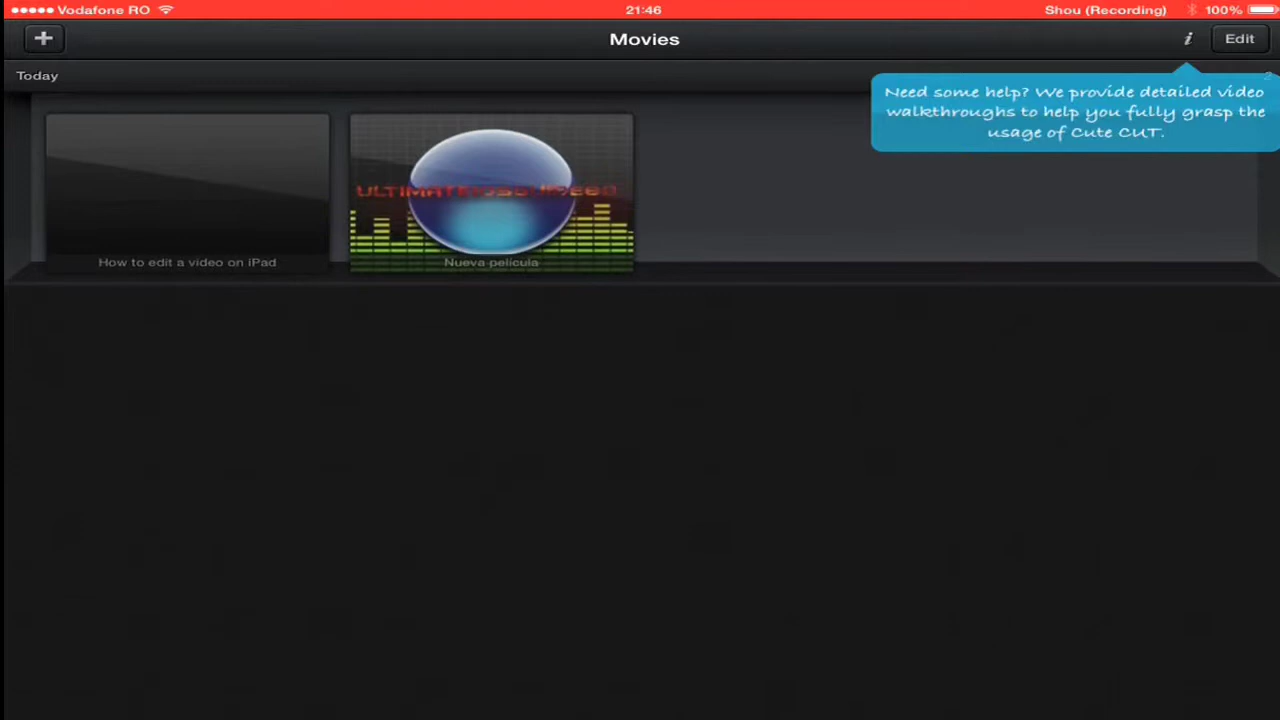 Vodafone RO 21:46 Shou (Recording) 100%
+ Movies i Edit
Today 2
Need some help? We provide detailed video
walkthroughs to help you fully grasp the
usage of Cute CUT.
How to edit a video on iPad
Nueva película